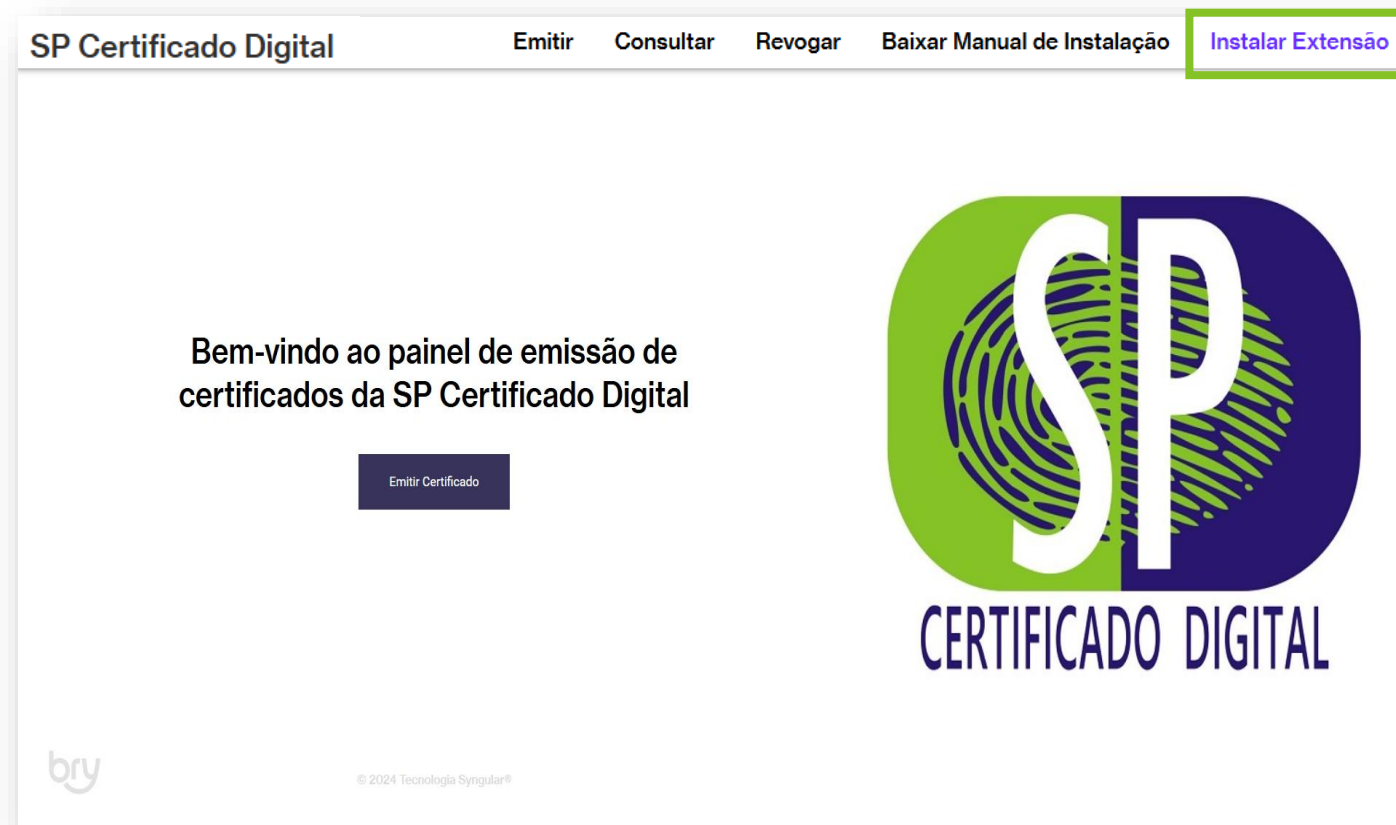 SP Certificado Digital
Emitir Consultar Revogar Baixar Manual de Instalação Instalar Extensão
Bem-vindo ao painel de emissão de
certificados da SP Certificado Digital
Emitir Certificado
SP
CERTIFICADO DIGITAL
bry
© 2024 Tecnologia Syngular®